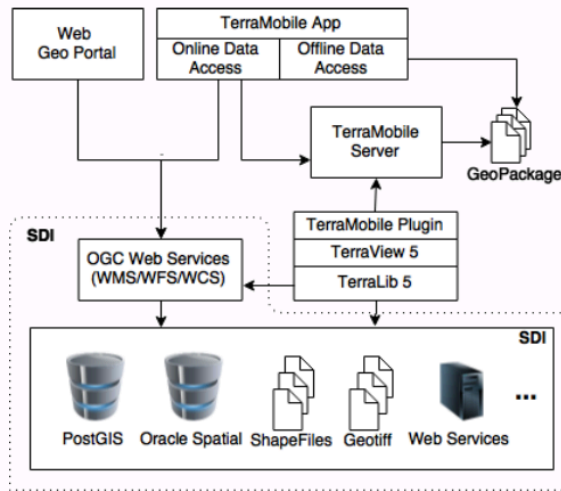 Web
Geo Portal
TerraMobile App
Online Data
Access
Offline Data
Access
TerraMobile
Server
GeoPackage
SDI
OGC Web Services
(WMS/WFS/WCS)
TerraMobile Plugin
TerraView 5
TerraLib 5
SDI
PostGIS
Oracle Spatial
ShapeFiles
Geotiff
Web Services
...